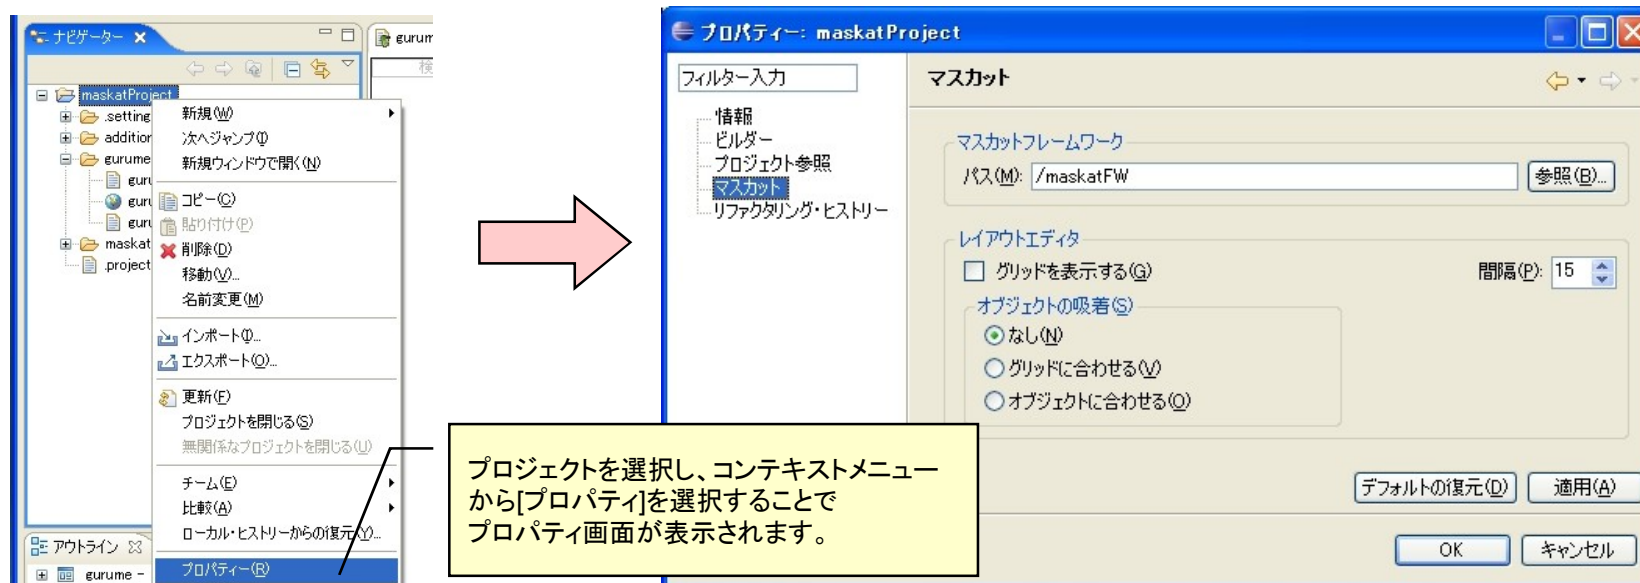 ナビゲーター
gurum
検
maskatProject
.setting
addition
gurume
guru
guru
guru
maskat
.project
新規(W)
次へジャンプ(I)
新規ウィンドウで開く(N)
コピー(C)
貼り付け(P)
削除(D)
移動(V)...
名前変更(M)
インポート(I)...
エクスポート(O)...
更新(F)
プロジェクトを閉じる(S)
無関係なプロジェクトを閉じる(U)
チーム(E)
比較(A)
ローカル・ヒストリーからの復元(Y)...
プロパティー(R)
アウトライン
gurume -
プロジェクトを選択し、コンテキストメニュー
から[プロパティ]を選択することで
プロパティ画面が表示されます。
プロパティー: maskatProject
フィルター入力
情報
ビルダー
プロジェクト参照
マスカット
リファクタリング・ヒストリー
マスカット
マスカットフレームワーク
パス(M): /maskatFW 参照(B)...
レイアウトエディタ
グリッドを表示する(G) 間隔(P): 15
オブジェクトの吸着(S)
なし(N)
グリッドに合わせる(V)
オブジェクトに合わせる(O)
デフォルトの復元(D) 適用(A)
OK キャンセル